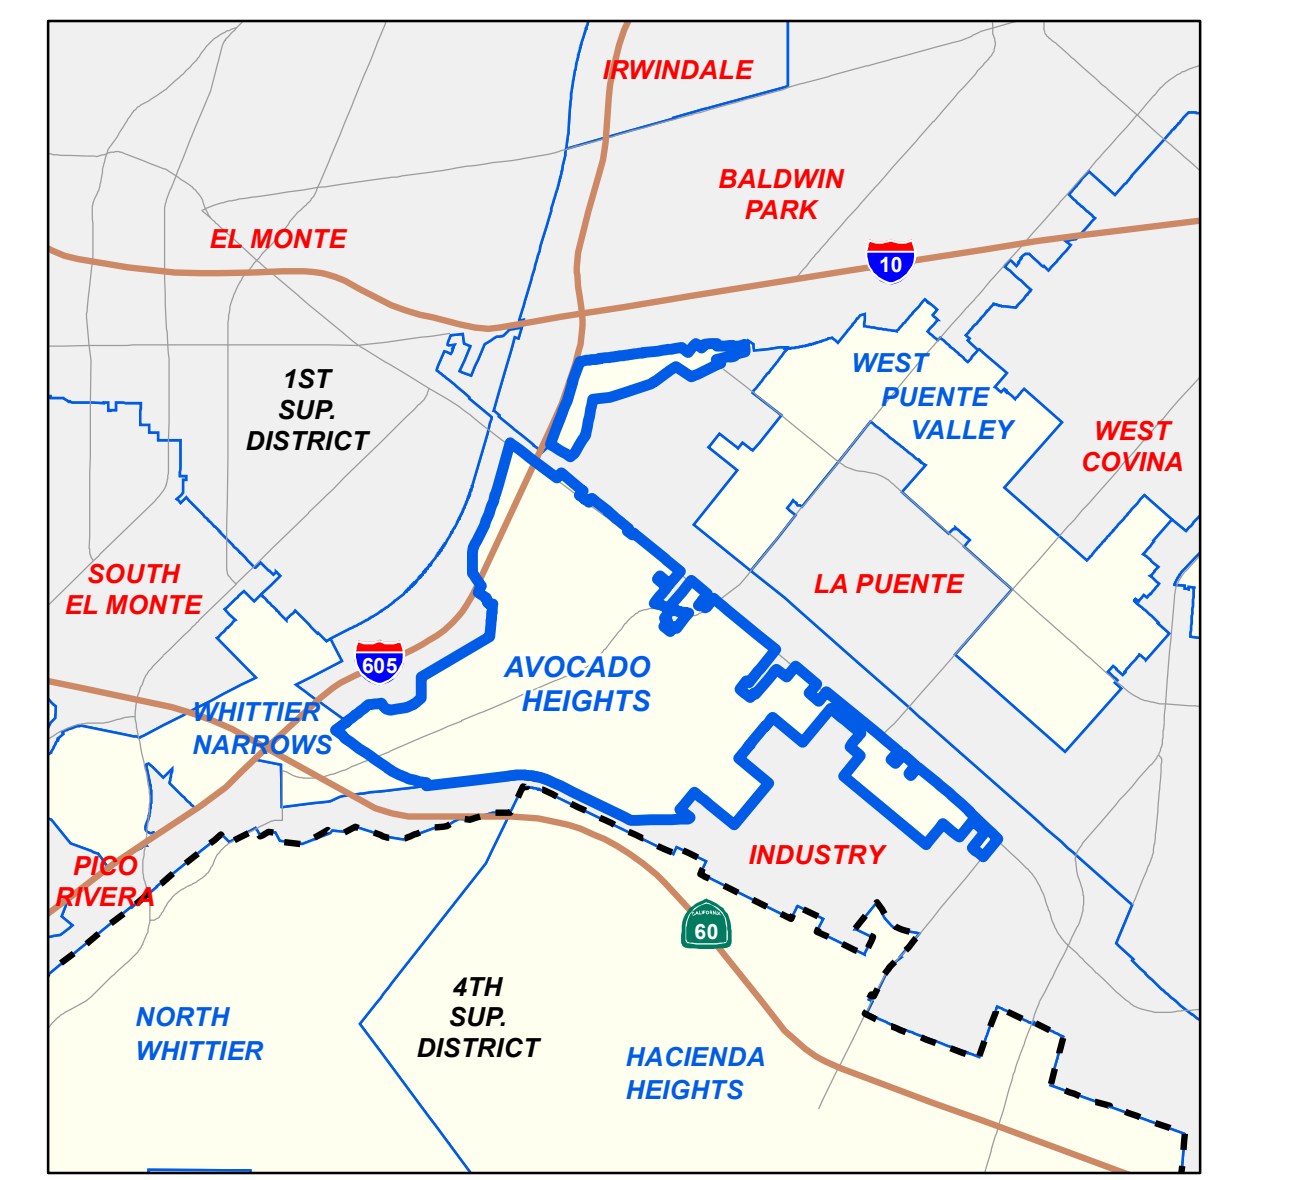 IRWINDALE
BALDWIN
PARK
EL MONTE
10
WEST
PUENTE
VALLEY
1ST
SUP.
DISTRICT
WEST
COVINA
SOUTH
EL MONTE
LA PUENTE
605
AVOCADO
HEIGHTS
WHITTIER
NARROWS
INDUSTRY
PICO
RIVERA
CALIFORNIA
60
4TH
SUP.
DISTRICT
NORTH
WHITTIER
HACIENDA
HEIGHTS